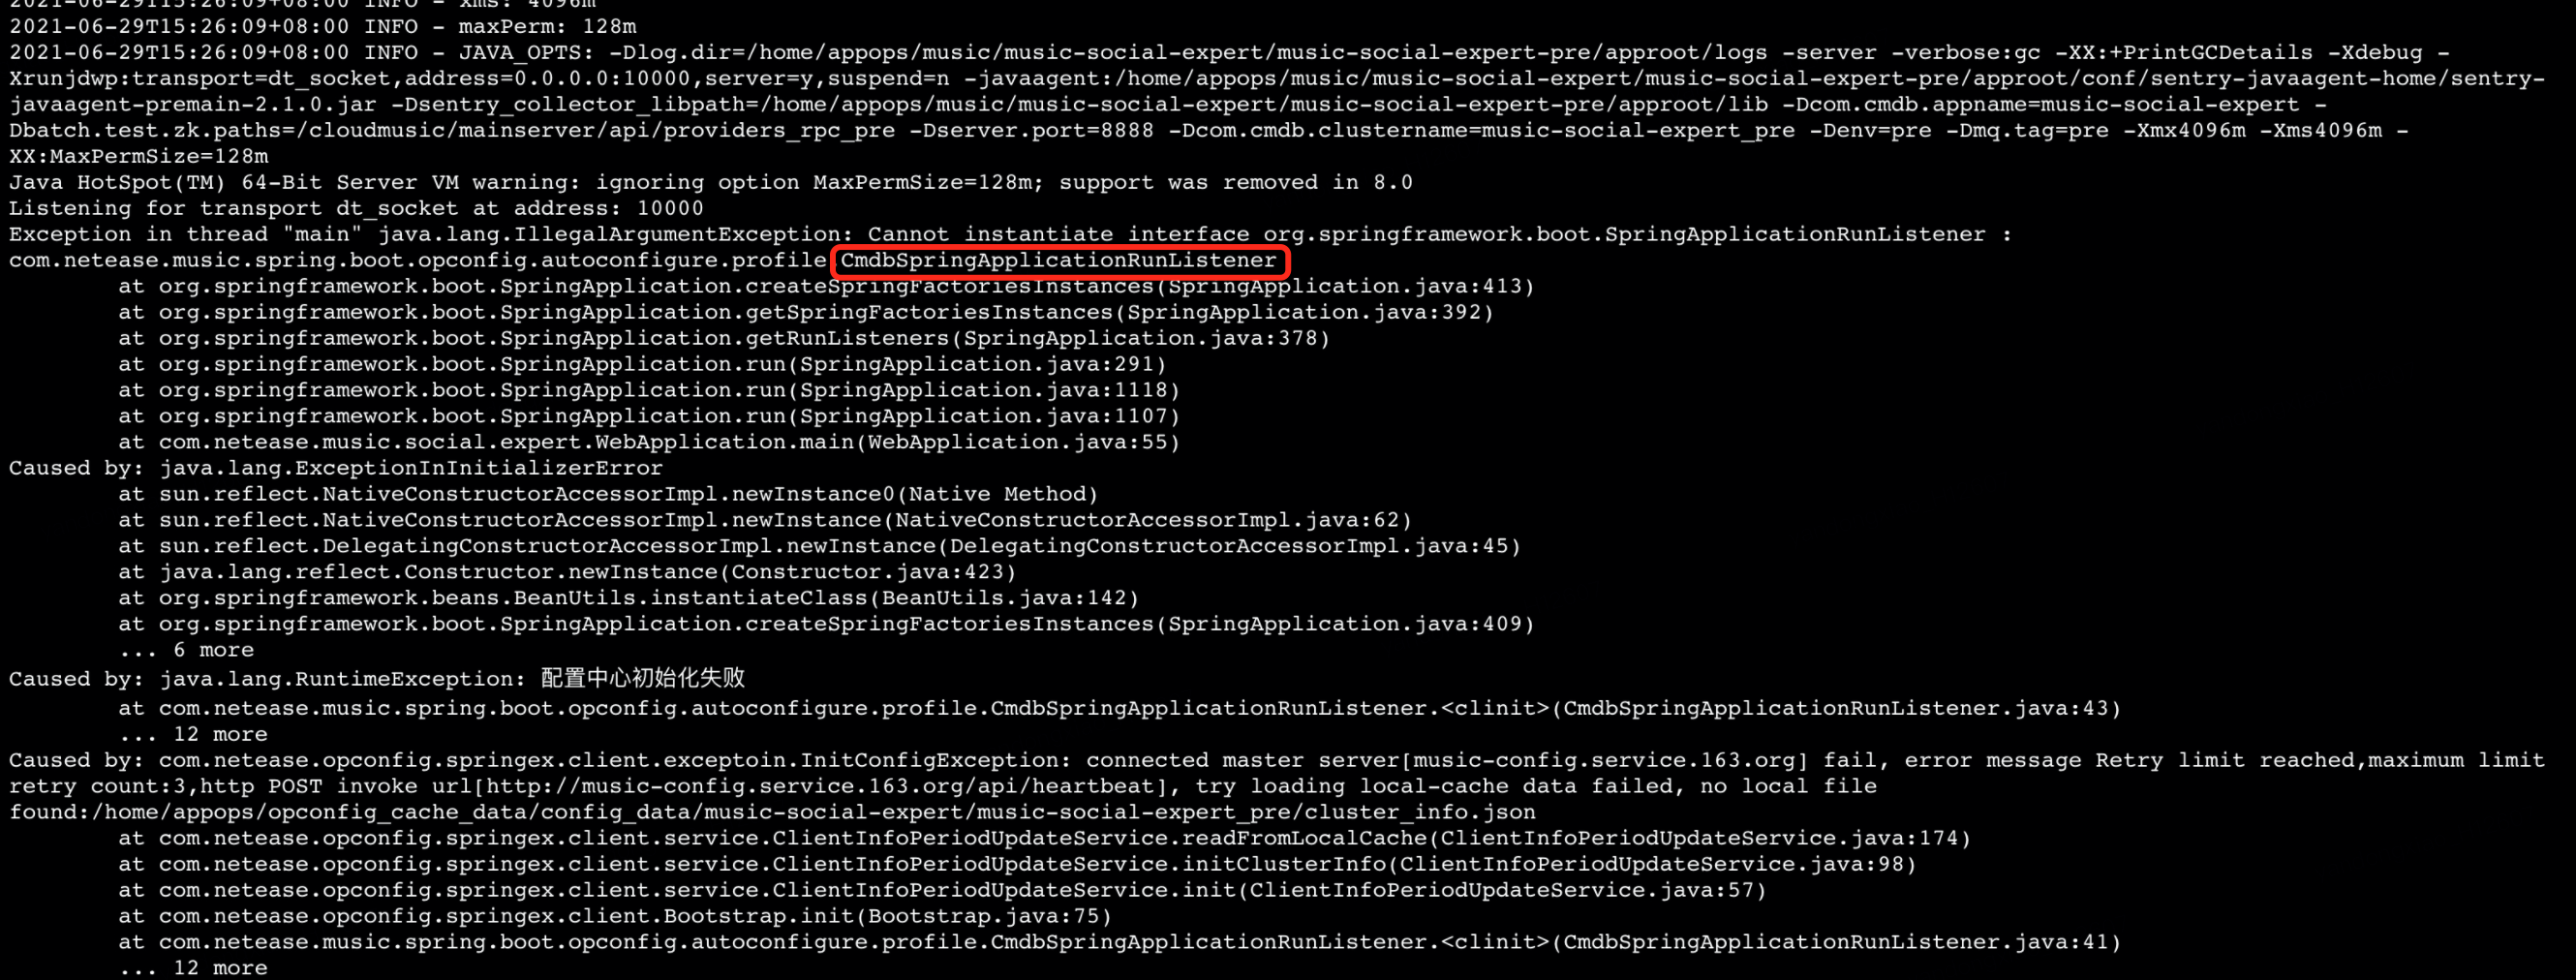 2021-06-29T15:26:09+08:00 INFO - xms: 4096m
2021-06-29T15:26:09+08:00 INFO - maxPerm: 128m
2021-06-29T15:26:09+08:00 INFO - JAVA_OPTS: -Dlog.dir=/home/appops/music/music-social-expert/music-social-expert-pre/approot/logs -server -verbose:gc -XX:+PrintGCDetails -Xdebug -
Xrunjdwp:transport=dt_socket,address=0.0.0.0:10000,server=y,suspend=n -javaagent:/home/appops/music/music-social-expert/music-social-expert-pre/approot/conf/sentry-javaagent-home/sentry-
javaagent-premain-2.1.0.jar -Dsentry_collector_libpath=/home/appops/music/music-social-expert/music-social-expert-pre/approot/lib -Dcom.cmdb.appname=music-social-expert -
Dbatch.test.zk.paths=/cloudmusic/mainserver/api/providers_rpc_pre -Dserver.port=8888 -Dcom.cmdb.clustername=music-social-expert_pre -Denv=pre -Dmq.tag=pre -Xmx4096m -Xms4096m -
XX:MaxPermSize=128m
Java HotSpot(TM) 64-Bit Server VM warning: ignoring option MaxPermSize=128m; support was removed in 8.0
Listening for transport dt_socket at address: 10000
Exception in thread "main" java.lang.IllegalArgumentException: Cannot instantiate interface org.springframework.boot.SpringApplicationRunListener :
com.netease.music.spring.boot.opconfig.autoconfigure.profile.CmdbSpringApplicationRunListener
at org.springframework.boot.SpringApplication.createSpringFactoriesInstances(SpringApplication.java:413)
at org.springframework.boot.SpringApplication.getSpringFactoriesInstances(SpringApplication.java:392)
at org.springframework.boot.SpringApplication.getRunListeners(SpringApplication.java:378)
at org.springframework.boot.SpringApplication.run(SpringApplication.java:291)
at org.springframework.boot.SpringApplication.run(SpringApplication.java:1118)
at org.springframework.boot.SpringApplication.run(SpringApplication.java:1107)
at com.netease.music.social.expert.WebApplication.main(WebApplication.java:55)
Caused by: java.lang.ExceptionInInitializerError
at sun.reflect.NativeConstructorAccessorImpl.newInstance0(Native Method)
at sun.reflect.NativeConstructorAccessorImpl.newInstance(NativeConstructorAccessorImpl.java:62)
at sun.reflect.DelegatingConstructorAccessorImpl.newInstance(DelegatingConstructorAccessorImpl.java:45)
at java.lang.reflect.Constructor.newInstance(Constructor.java:423)
at org.springframework.beans.BeanUtils.instantiateClass(BeanUtils.java:142)
at org.springframework.boot.SpringApplication.createSpringFactoriesInstances(SpringApplication.java:409)
... 6 more
Caused by: java.lang.RuntimeException: 配置中心初始化失败
at com.netease.music.spring.boot.opconfig.autoconfigure.profile.CmdbSpringApplicationRunListener.<clinit>(CmdbSpringApplicationRunListener.java:43)
... 12 more
Caused by: com.netease.opconfig.springex.client.exceptoin.InitConfigException: connected master server[music-config.service.163.org] fail, error message Retry limit reached,maximum limit
retry count:3,http POST invoke url[http://music-config.service.163.org/api/heartbeat], try loading local-cache data failed, no local file
found:/home/appops/opconfig_cache_data/config_data/music-social-expert/music-social-expert_pre/cluster_info.json
at com.netease.opconfig.springex.client.service.ClientInfoPeriodUpdateService.readFromLocalCache(ClientInfoPeriodUpdateService.java:174)
at com.netease.opconfig.springex.client.service.ClientInfoPeriodUpdateService.initClusterInfo(ClientInfoPeriodUpdateService.java:98)
at com.netease.opconfig.springex.client.service.ClientInfoPeriodUpdateService.init(ClientInfoPeriodUpdateService.java:57)
at com.netease.opconfig.springex.client.Bootstrap.init(Bootstrap.java:75)
at com.netease.music.spring.boot.opconfig.autoconfigure.profile.CmdbSpringApplicationRunListener.<clinit>(CmdbSpringApplicationRunListener.java:41)
... 12 more